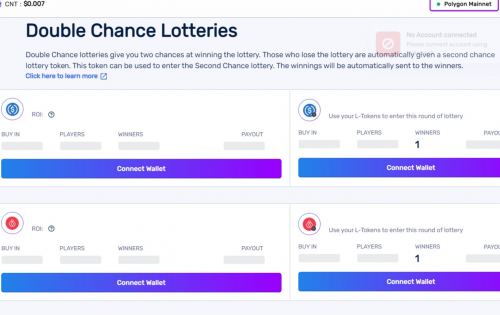 CNT : $0.007
Polygon Mainnet
Double Chance Lotteries
No Account connected
Please connect account using
Double Chance lotteries give you two chances at winning the lottery. Those who lose the lottery are automatically given a second chance
lottery token. This token can be used to enter the Second Chance lottery. The winnings will be automatically sent to the winners.
Click here to learn more
ROI:
Use your L-Tokens to enter this round of lottery
BUY IN PLAYERS WINNERS PAYOUT
BUY IN PLAYERS WINNERS PAYOU
1
Connect Wallet
Connect Wallet
ROI:
Use your L-Tokens to enter this round of lottery
BUY IN PLAYERS WINNERS PAYOUT
BUY IN PLAYERS WINNERS PAYOU
1
Connect Wallet
Connect Wallet